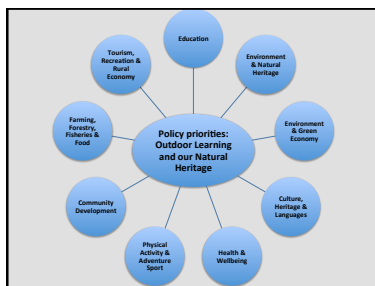 Education
Environment
& Natural
Heritage
Environment
& Green
Economy
Culture,
Heritage &
Languages
Health &
Wellbeing
Physical
Activity &
Adventure
Sport
Community
Development
Farming,
Forestry,
Fisheries &
Food
Tourism,
Recreation &
Rural
Economy
Policy priorities:
Outdoor Learning
and our Natural
Heritage